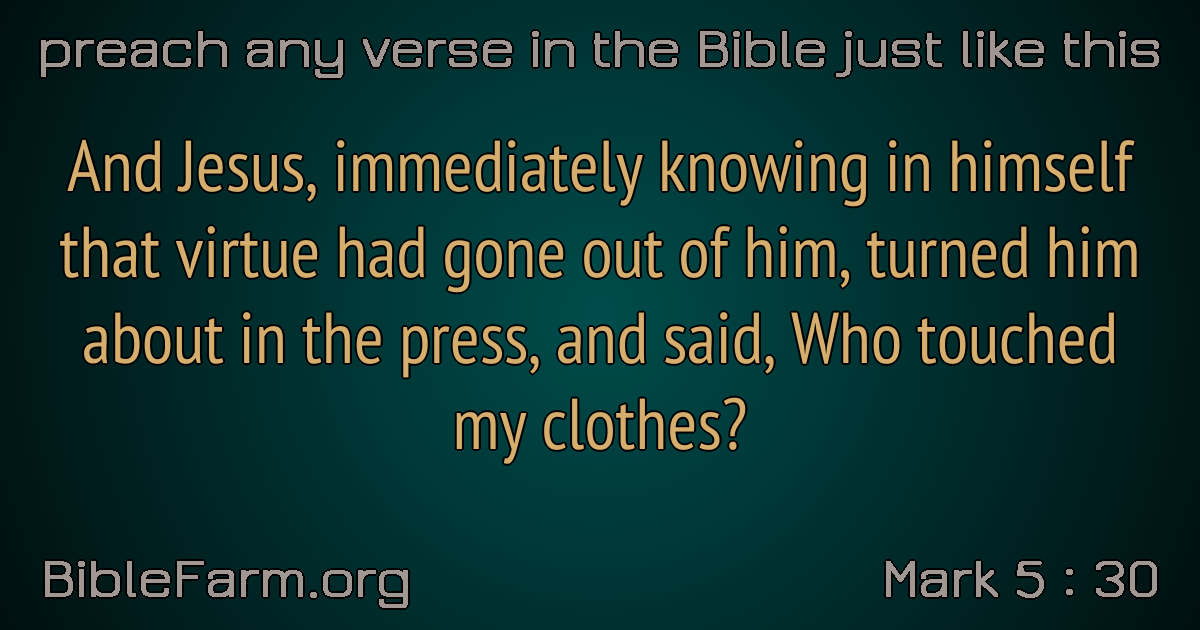 preach any verse in the Bible just like this
And Jesus, immediately knowing in himself
that virtue had gone out of him, turned him
about in the press, and said, Who touched
my clothes?
BibleFarm.org
Mark 5 : 30